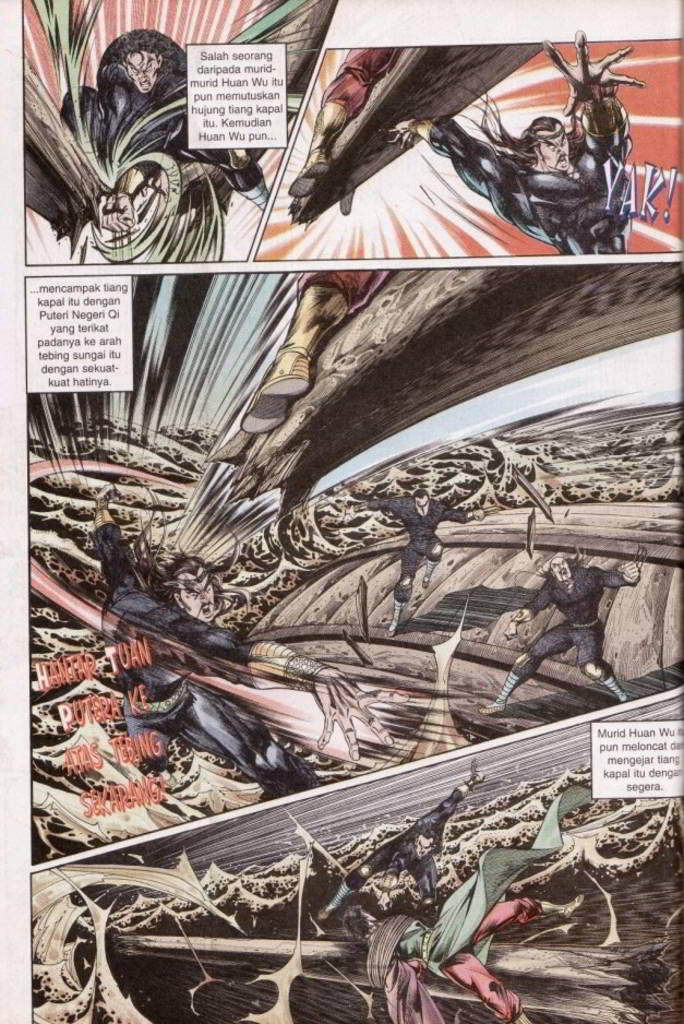 Salah seorang
daripada murid-
murid Huan Wu itu
pun memutuskan
hujung tiang kapal
itu. Kemudian
Huan Wu pun...
YAK!
...mencampak tiang
kapal itu dengan
Puteri Negeri Qi
yang terikat
padanya ke arah
tebing sungai itu
dengan sekuat-
kuat hatinya.
HANTAR TUAN
PUTERI KE
ATAS TEBING
SEKARANG!
Murid Huan Wu
pun meloncat
mengejar tiang
kapal itu dengan
segera.